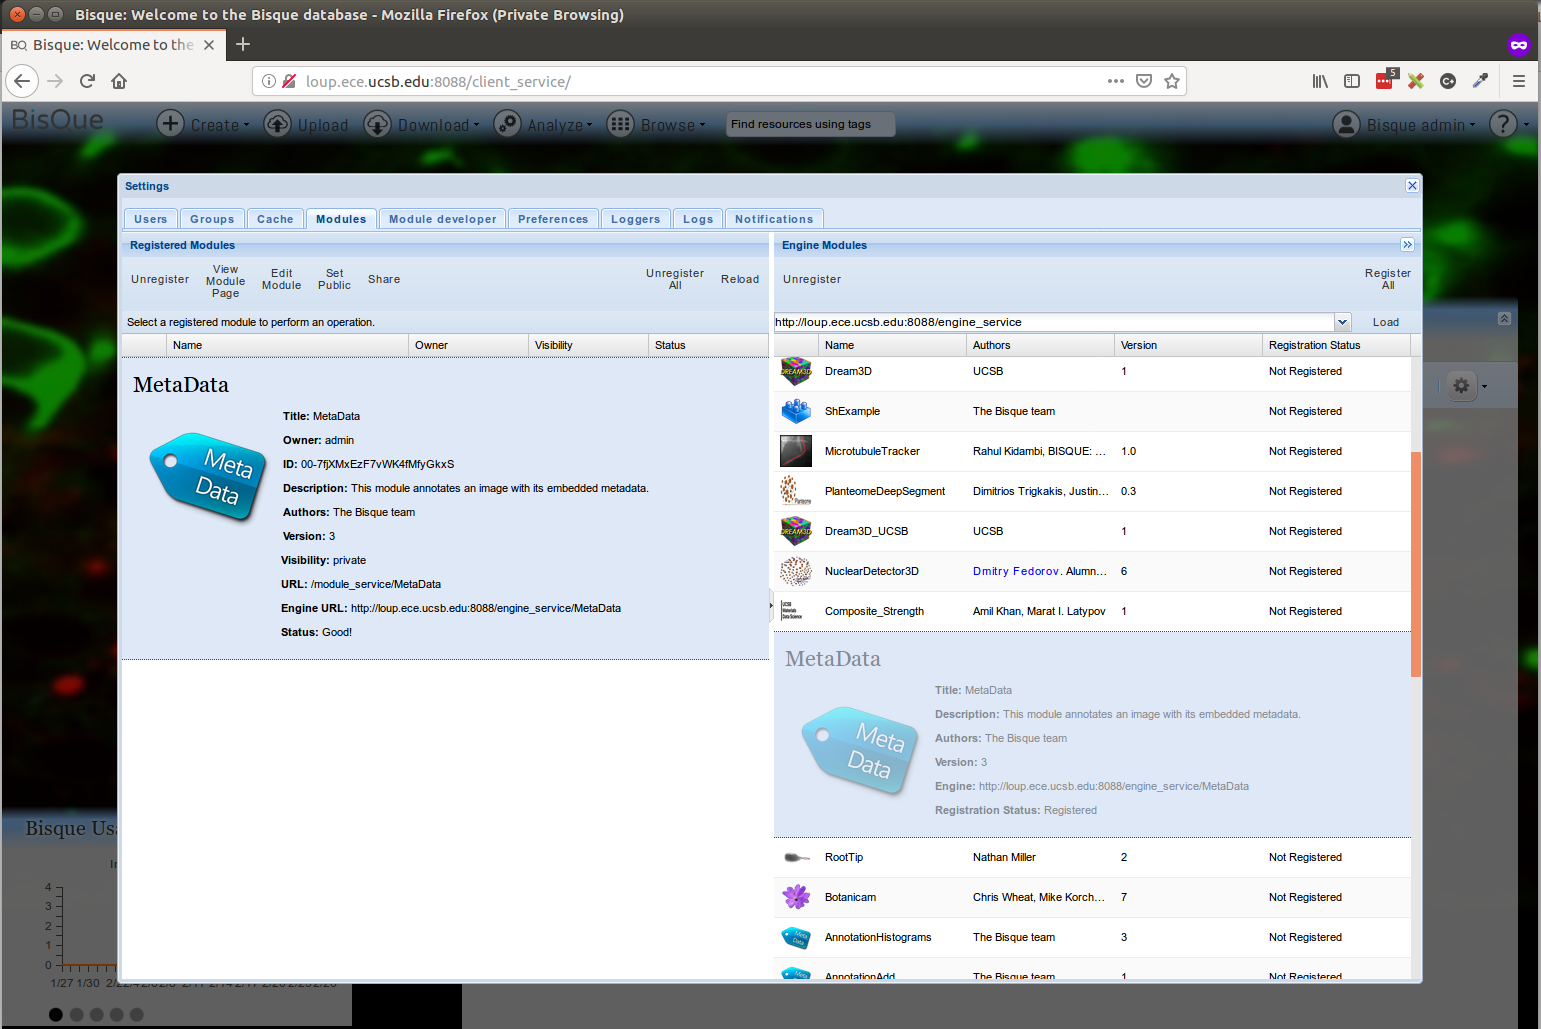 Bisque: Welcome to the Bisque database - Mozilla Firefox (Private Browsing)
BQ Bisque: Welcome to the
loup.ece.ucsb.edu:8088/client_service/
5
BisQue Create Upload Download Analyze Browse Find resources using tags Bisque admin ?
Settings
Users Groups Cache Modules Module developer Preferences Loggers Logs Notifications
Registered Modules
Unregister View Module Page Edit Module Set Public Share Unregister All Reload
Select a registered module to perform an operation.
Name Owner Visibility Status
MetaData
Meta Data
Title: MetaData
Owner: admin
ID: 00-7fjXMxEzF7vWK4fMfyGkxS
Description: This module annotates an image with its embedded metadata.
Authors: The Bisque team
Version: 3
Visibility: private
URL: /module_service/MetaData
Engine URL: http://loup.ece.ucsb.edu:8088/engine_service/MetaData
Status: Good!
Engine Modules
Unregister Register All
http://loup.ece.ucsb.edu:8088/engine_service Load
Name Authors Version Registration Status
DREAM3D Dream3D UCSB 1 Not Registered
ShExample The Bisque team Not Registered
MicrotubuleTracker Rahul Kidambi, BISQUE: ... 1.0 Not Registered
PlanteomeDeepSegment Dimitrios Trigkakis, Justin... 0.3 Not Registered
DREAM3D Dream3D_UCSB UCSB 1 Not Registered
NuclearDetector3D Dmitry Fedorov. Alumn... 6 Not Registered
Composite_Strength Amil Khan, Marat I. Latypov 1 Not Registered
MetaData
Meta Data
Title: MetaData
Description: This module annotates an image with its embedded metadata.
Authors: The Bisque team
Version: 3
Engine: http://loup.ece.ucsb.edu:8088/engine_service/MetaData
Registration Status: Registered
RootTip Nathan Miller 2 Not Registered
Botanicam Chris Wheat, Mike Korch... 7 Not Registered
Meta Data AnnotationHistograms The Bisque team 3 Not Registered
AnnotationAdd The Bisque team 1 Not Registered
Bisque Usa
4
3
2
1
0
1/27 1/30